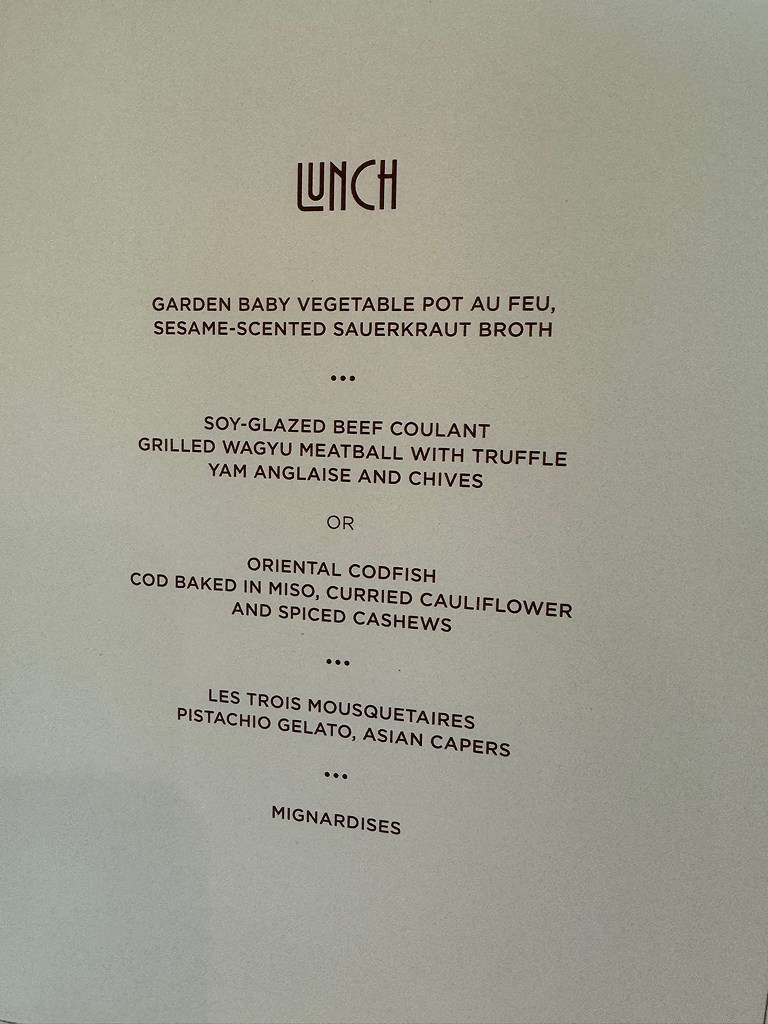 LUNCH
GARDEN BABY VEGETABLE POT AU FEU,
SESAME-SCENTED SAUERKRAUT BROTH
•••
SOY-GLAZED BEEF COULANT
GRILLED WAGYU MEATBALL WITH TRUFFLE
YAM ANGLAISE AND CHIVES
OR
ORIENTAL CODFISH
COD BAKED IN MISO, CURRIED CAULIFLOWER
AND SPICED CASHEWS
•••
LES TROIS MOUSQUETAIRES
PISTACHIO GELATO, ASIAN CAPERS
•••
MIGNARDISES